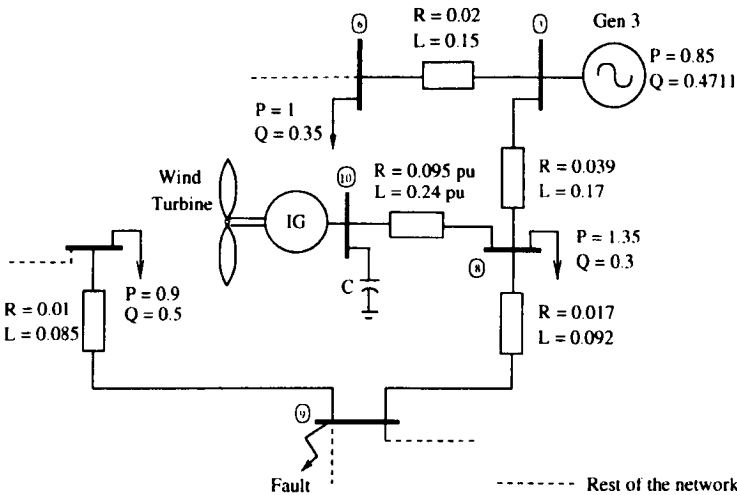 6
R = 0.02
L = 0.15
Gen 3
P = 0.85
Q = 0.4711
P = 1
Q = 0.35
R = 0.039
L = 0.17
Wind
Turbine
IG
10
R = 0.095 pu
L = 0.24 pu
P = 1.35
Q = 0.3
8
C
P = 0.9
Q = 0.5
R = 0.01
L = 0.085
R = 0.017
L = 0.092
9
Fault
Rest of the network